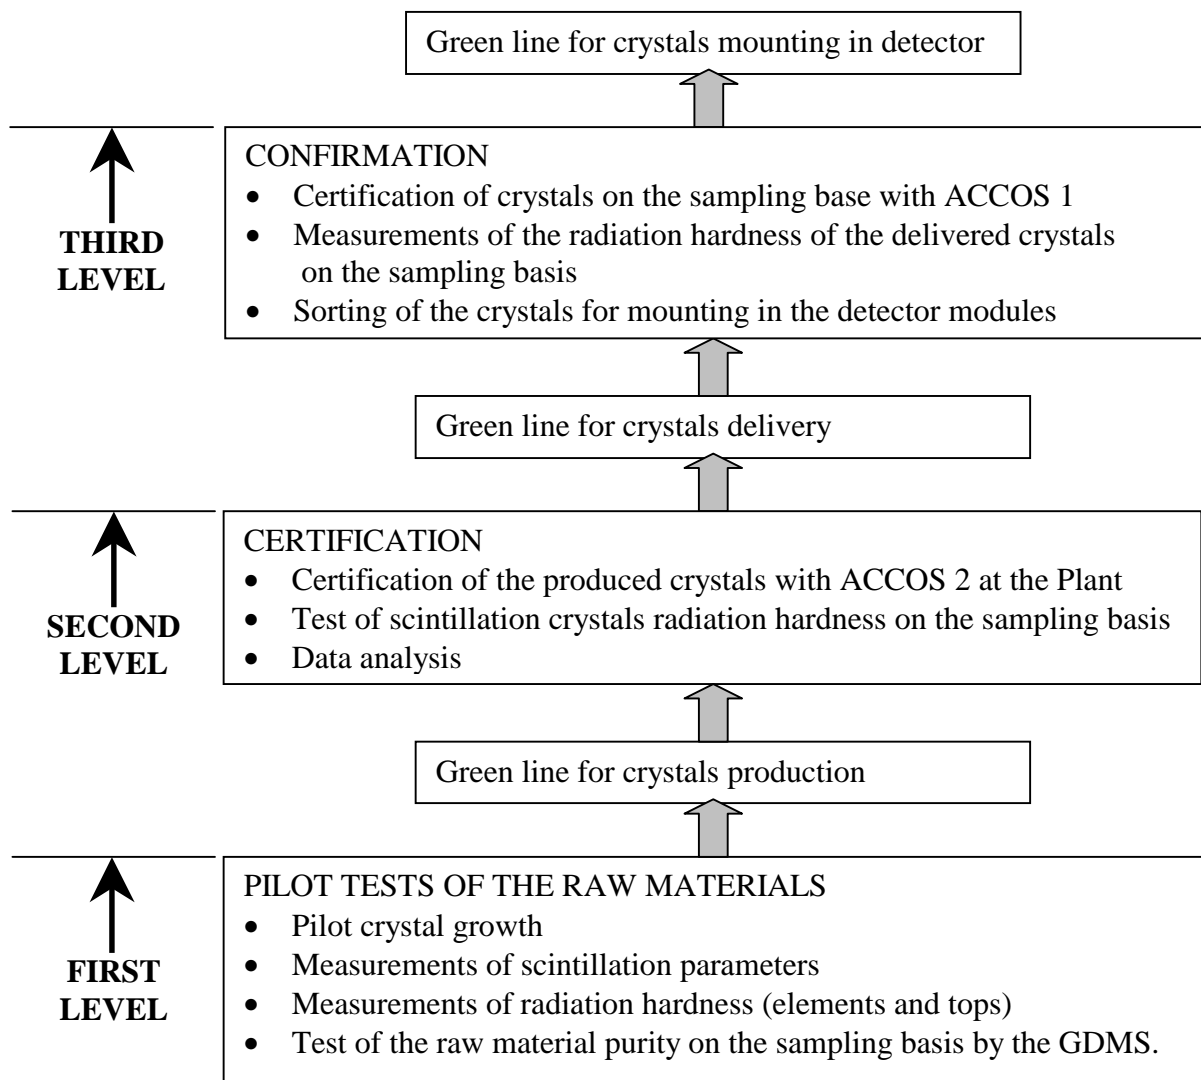 Green line for crystals mounting in detector
CONFIRMATION
• Certification of crystals on the sampling base with ACCOS 1
• Measurements of the radiation hardness of the delivered crystals
on the sampling basis
• Sorting of the crystals for mounting in the detector modules
THIRD
LEVEL
Green line for crystals delivery
CERTIFICATION
• Certification of the produced crystals with ACCOS 2 at the Plant
• Test of scintillation crystals radiation hardness on the sampling basis
• Data analysis
SECOND
LEVEL
Green line for crystals production
PILOT TESTS OF THE RAW MATERIALS
• Pilot crystal growth
• Measurements of scintillation parameters
• Measurements of radiation hardness (elements and tops)
• Test of the raw material purity on the sampling basis by the GDMS.
FIRST
LEVEL